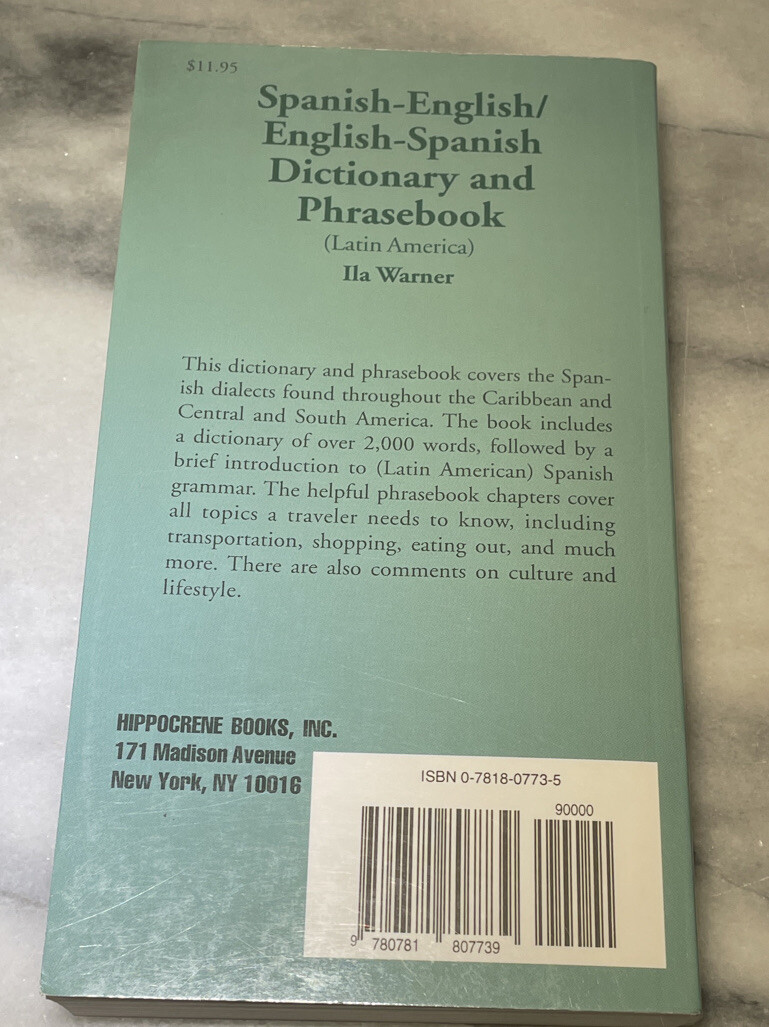 $11.95
Spanish-English/
English-Spanish
Dictionary and
Phrasebook
(Latin America)
Ila Warner
This dictionary and phrasebook covers the Span-
ish dialects found throughout the Caribbean and
Central and South America. The book includes
a dictionary of over 2,000 words, followed by a
brief introduction to (Latin American) Spanish
grammar. The helpful phrasebook chapters cover
all topics a traveler needs to know, including
transportation, shopping, eating out, and much
more. There are also comments on culture and
lifestyle.
HIPPOCRENE BOOKS, INC.
171 Madison Avenue
New York, NY 10016
ISBN 0-7818-0773-5
90000
9 780781 807739